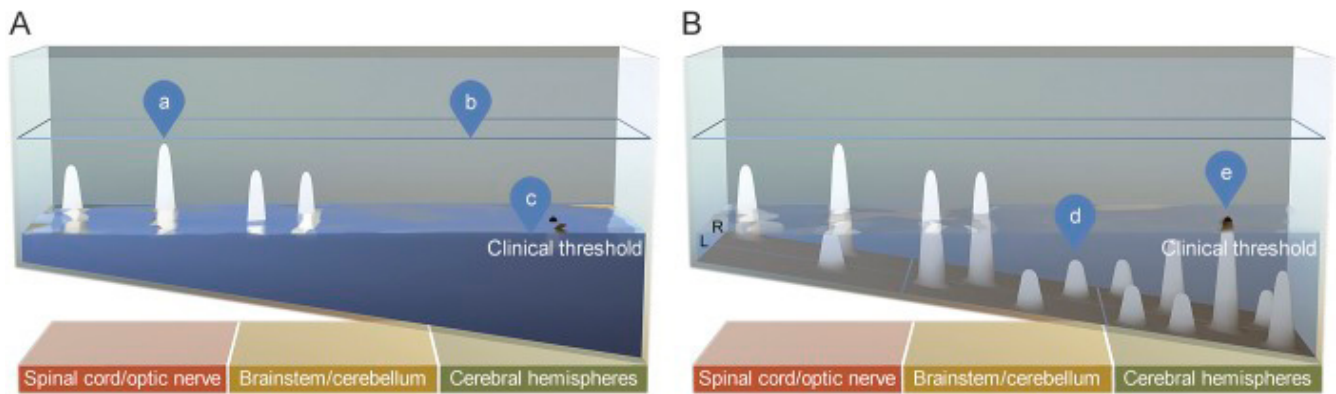 A
a
b
c
Clinical threshold
Spinal cord/optic nerve
Brainstem/cerebellum
Cerebral hemispheres
B
e
d
R
L
Clinical threshold
Spinal cord/optic nerve
Brainstem/cerebellum
Cerebral hemispheres